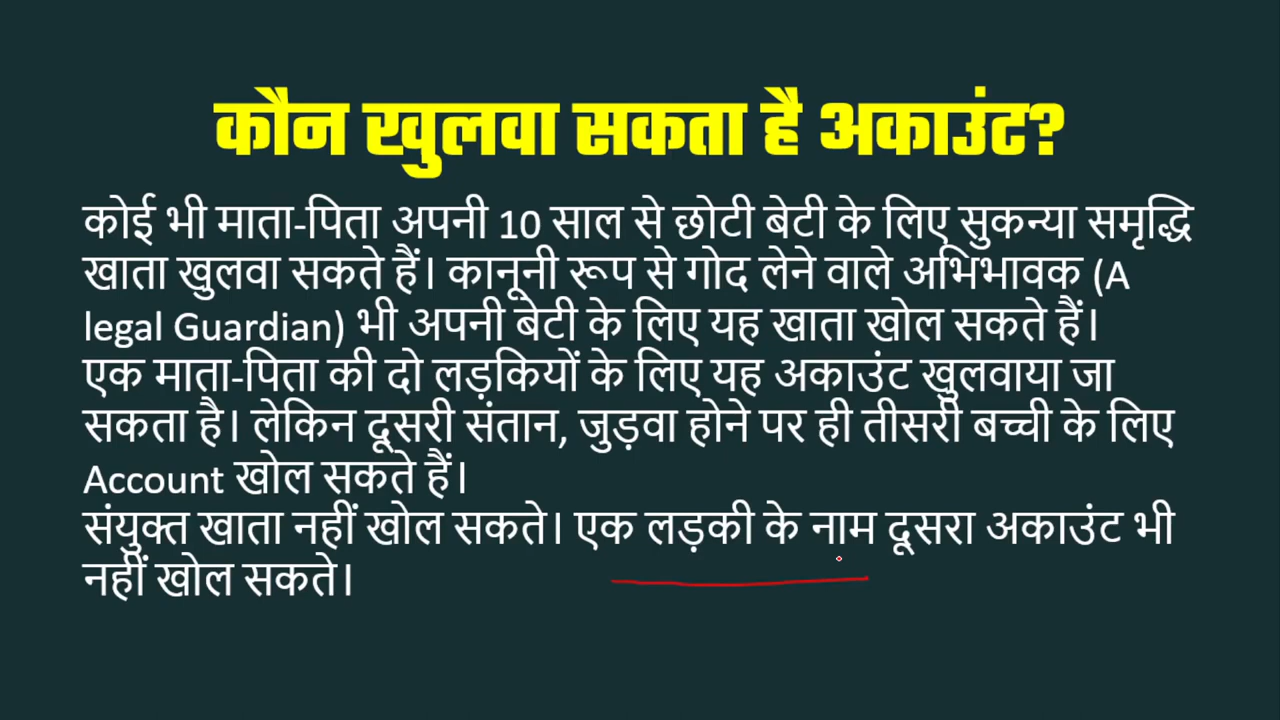 कौन खुलवा सकता है अकाउंट?
कोई भी माता-पिता अपनी 10 साल से छोटी बेटी के लिए सुकन्या समृद्धि
खाता खुलवा सकते हैं। कानूनी रूप से गोद लेने वाले अभिभावक (A
legal Guardian) भी अपनी बेटी के लिए यह खाता खोल सकते हैं।
एक माता-पिता की दो लड़कियों के लिए यह अकाउंट खुलवाया जा
सकता है। लेकिन दूसरी संतान, जुड़वा होने पर ही तीसरी बच्ची के लिए
Account खोल सकते हैं।
संयुक्त खाता नहीं खोल सकते। एक लड़की के नाम दूसरा अकाउंट भी
नहीं खोल सकते।